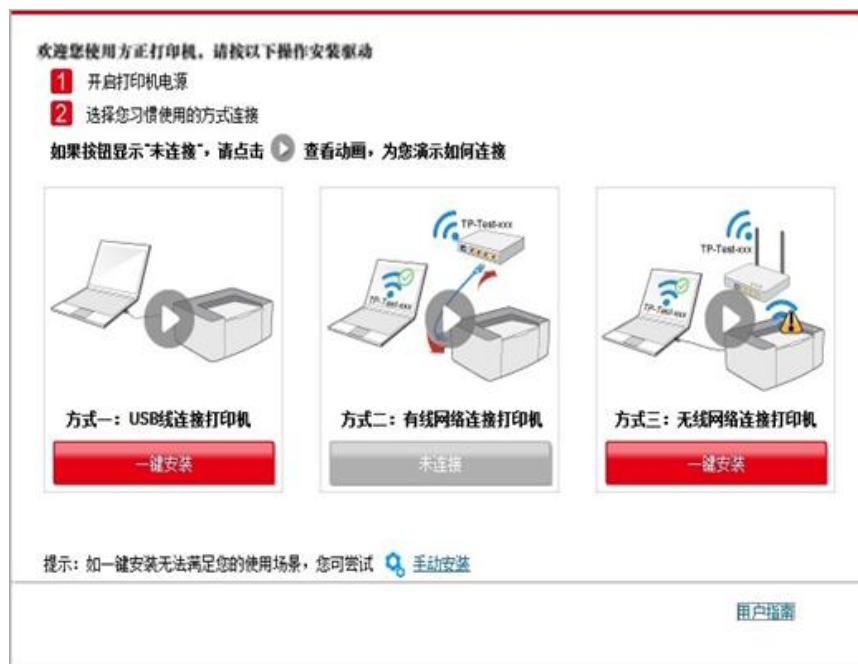 欢迎您使用方正打印机，请按以下操作安装驱动
1 开启打印机电源
2 选择您习惯使用的方式连接
如果按钮显示"未连接"，请点击 查看动画，为您演示如何连接
TP-Test-xxx
TP-Test-xxx
TP-Test-xxx
TP-Test-xxx
方式一：USB线连接打印机
方式二：有线网络连接打印机
方式三：无线网络连接打印机
一键安装
未连接
一键安装
提示：如一键安装无法满足您的使用场景，您可尝试 手动安装
用户指南